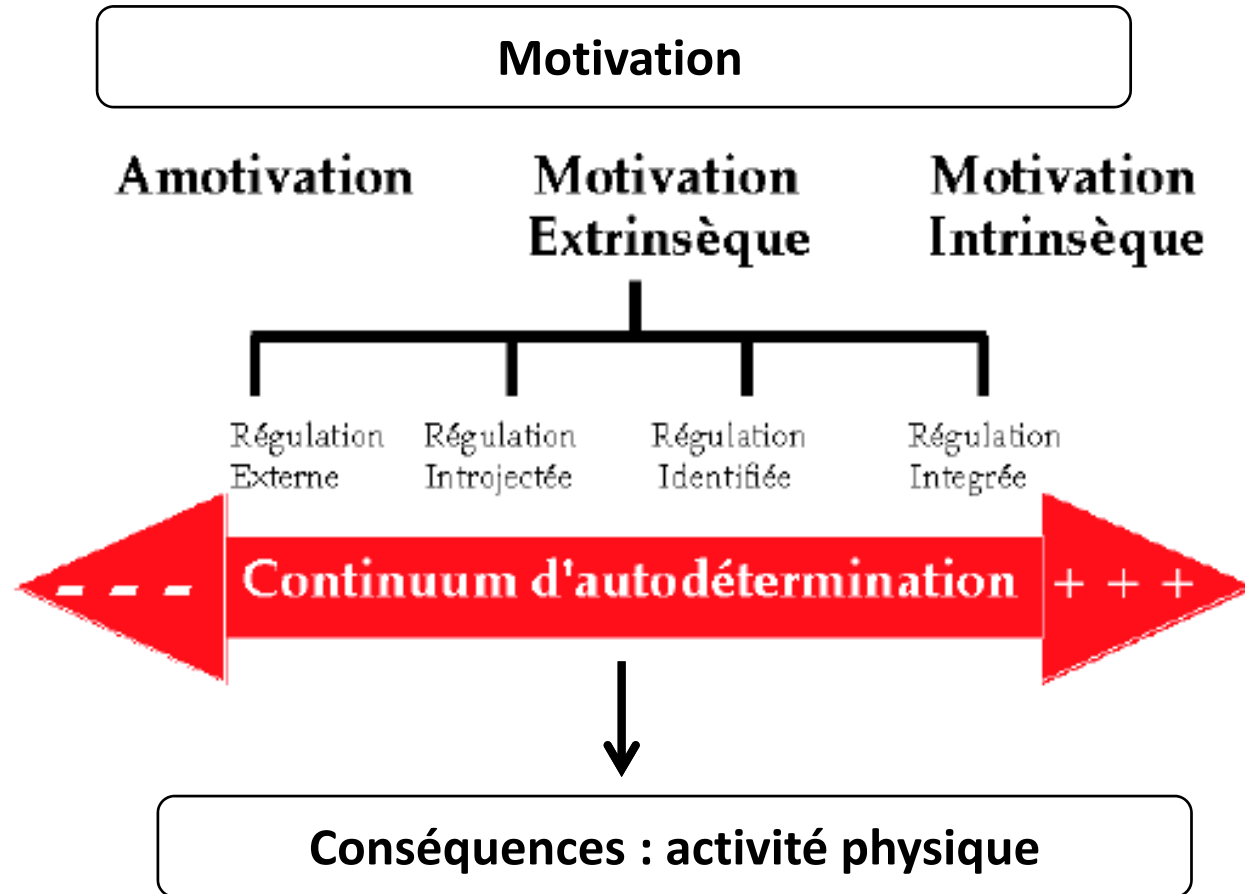 Motivation
Amotivation
Motivation
Extrinsèque
Motivation
Intrinsèque
Régulation
Externe
Régulation
Introjectée
Régulation
Identifiée
Régulation
Integrée
- - - Continuum d'autodétermination + + +
Conséquences : activité physique